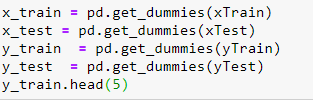 x_train = pd.get_dummies(xTrain)
x_test = pd.get_dummies(xTest)
y_train  = pd.get_dummies(yTrain)
y_test  = pd.get_dummies(yTest)
y_train.head(5)